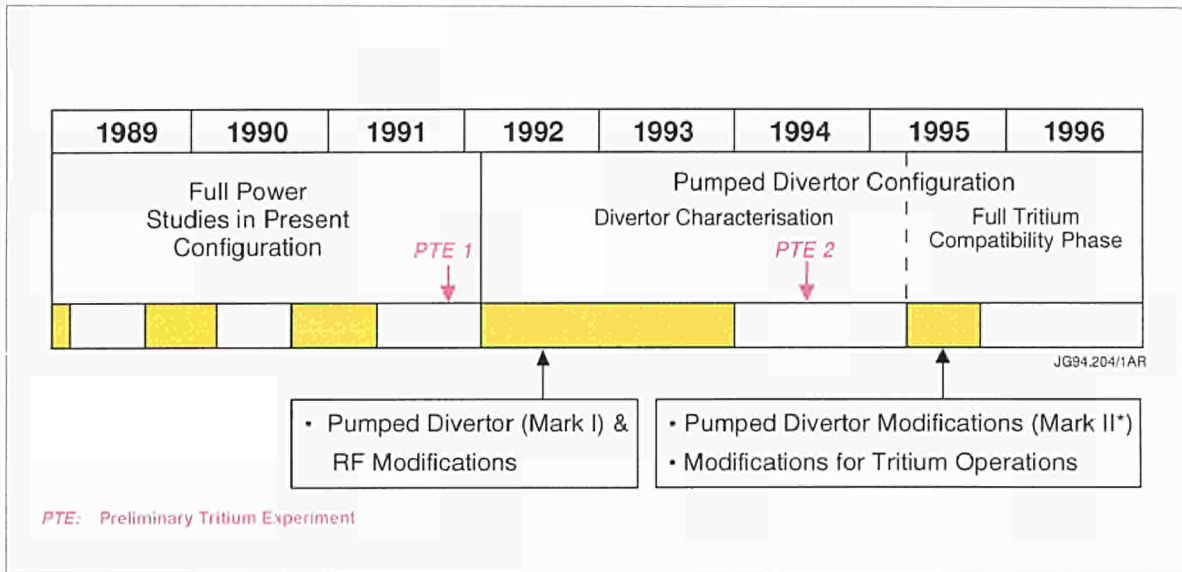 1989 1990 1991 1992 1993 1994 1995 1996
Full Power
Studies in Present
Configuration
PTE 1
Pumped Divertor Configuration
Divertor Characterisation
PTE 2
Full Tritium
Compatibility Phase
JG94.204/1AR
• Pumped Divertor (Mark I) &
RF Modifications
• Pumped Divertor Modifications (Mark II*)
• Modifications for Tritium Operations
PTE: Preliminary Tritium Experiment